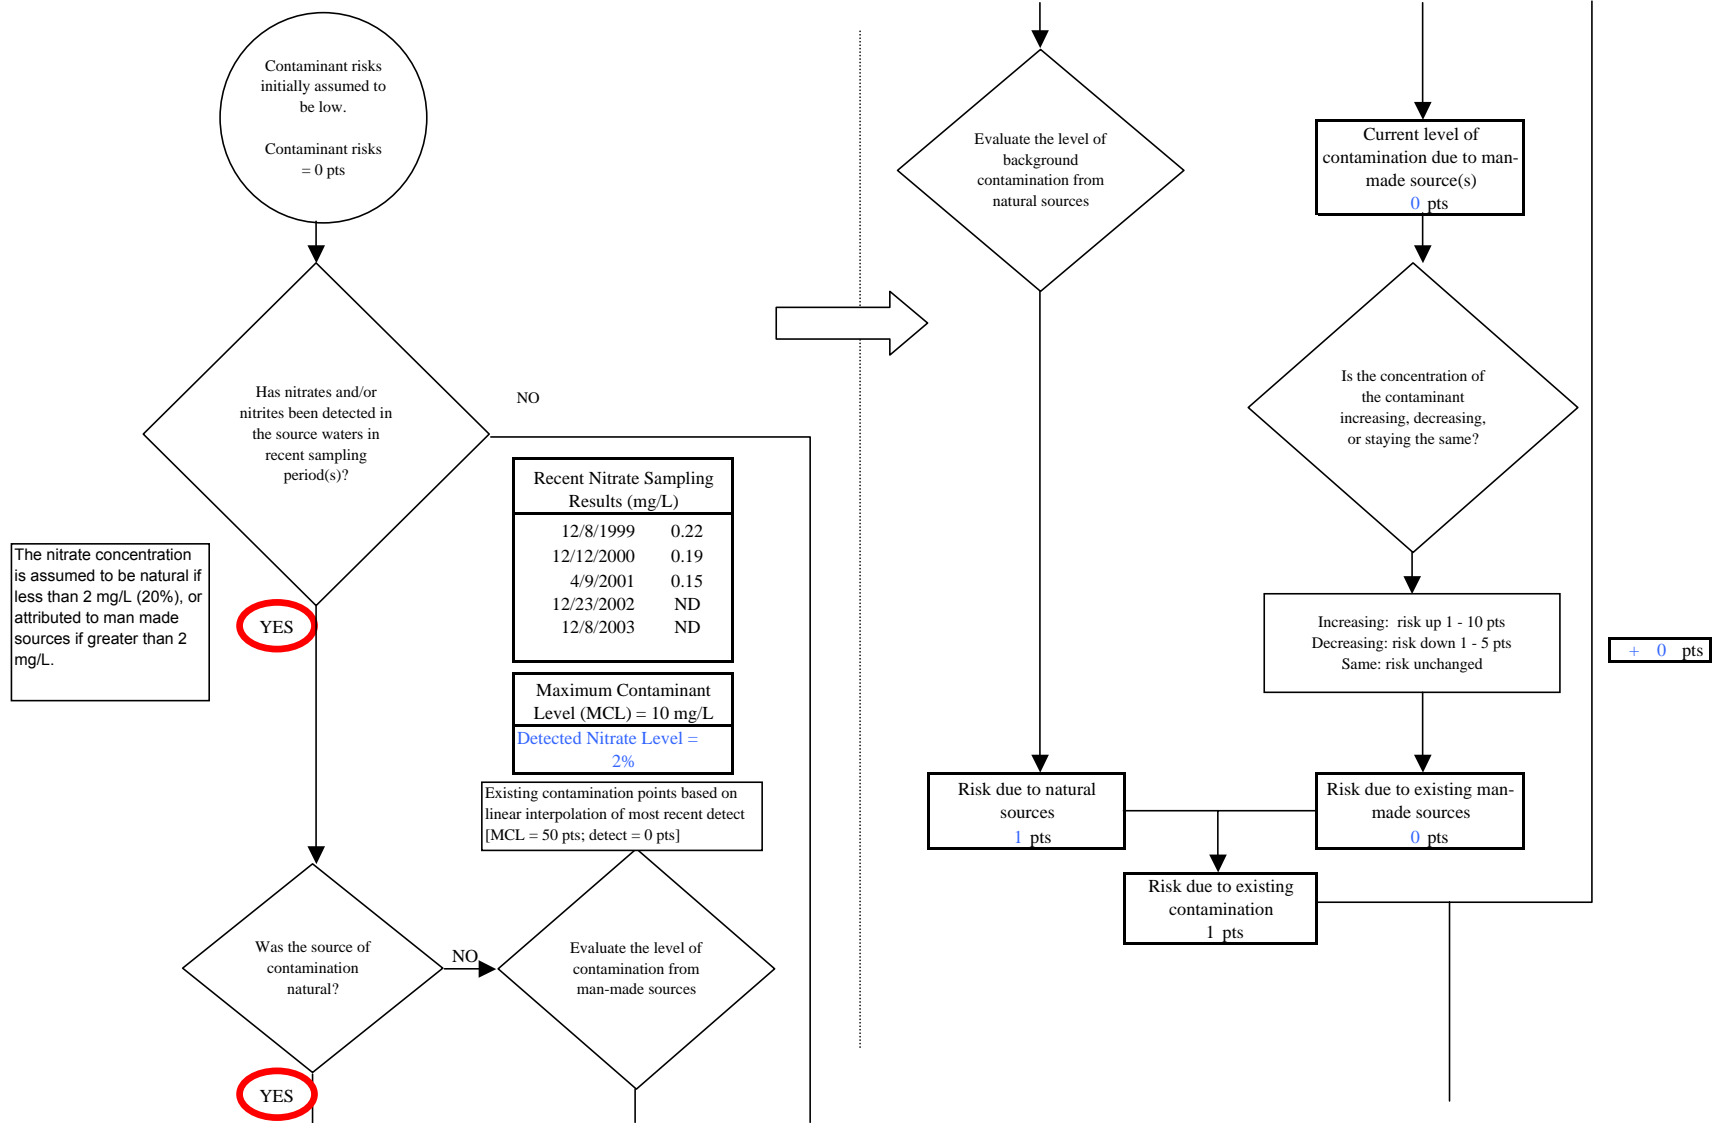 Contaminant risks
initially assumed to
be low.
Contaminant risks
= 0 pts
Has nitrates and/or
nitrites been detected in
the source waters in
recent sampling
period(s)?
NO
Recent Nitrate Sampling
Results (mg/L)
12/8/1999 0.22
12/12/2000 0.19
4/9/2001 0.15
12/23/2002 ND
12/8/2003 ND
The nitrate concentration
is assumed to be natural if
less than 2 mg/L (20%), or
attributed to man made
sources if greater than 2
mg/L.
YES
Maximum Contaminant
Level (MCL) = 10 mg/L
Detected Nitrate Level =
2%
Existing contamination points based on
linear interpolation of most recent detect
[MCL = 50 pts; detect = 0 pts]
Was the source of
contamination
natural?
NO
Evaluate the level of
contamination from
man-made sources
YES
Evaluate the level of
background
contamination from
natural sources
Current level of
contamination due to man-
made source(s)
0 pts
Is the concentration of
the contaminant
increasing, decreasing,
or staying the same?
Increasing: risk up 1 - 10 pts
Decreasing: risk down 1 - 5 pts
Same: risk unchanged
+ 0 pts
Risk due to natural
sources
1 pts
Risk due to existing man-
made sources
0 pts
Risk due to existing
contamination
1 pts